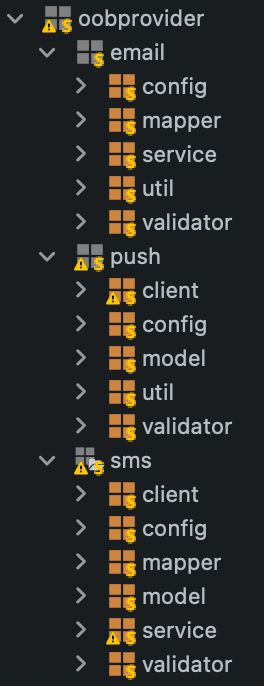 oobprovider
email
config
mapper
service
util
validator
push
client
config
model
util
validator
sms
client
config
mapper
model
service
validator